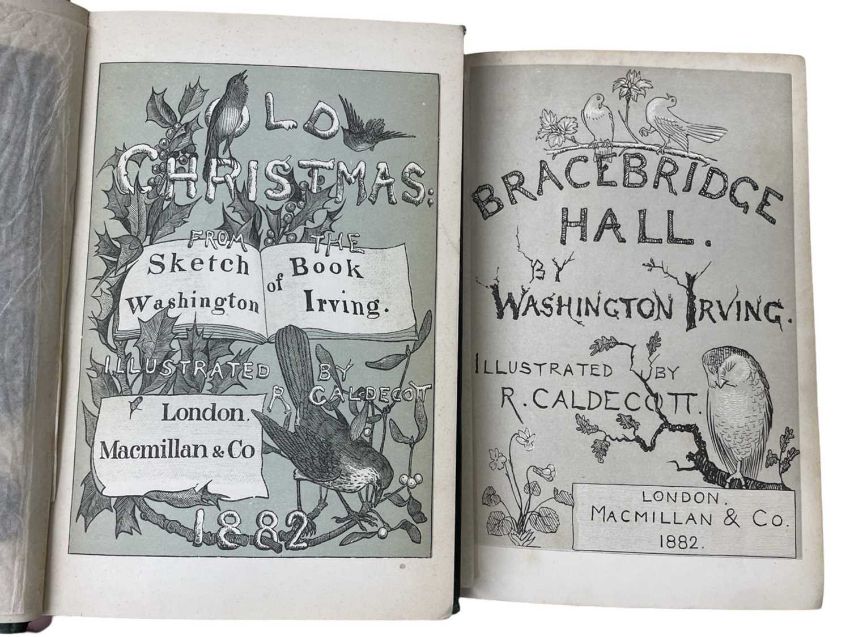 OLD
CHRISTMAS:
FROM THE
Sketch Book
of
Washington Irving.
ILLUSTRATED BY
R. CALDECOTT
London.
Macmillan & Co
1882
BRACEBRIDGE
HALL.
BY
WASHINGTON IRVING.
ILLUSTRATED BY
R. CALDECOTT.
LONDON.
MACMILLAN & CO.
1882.